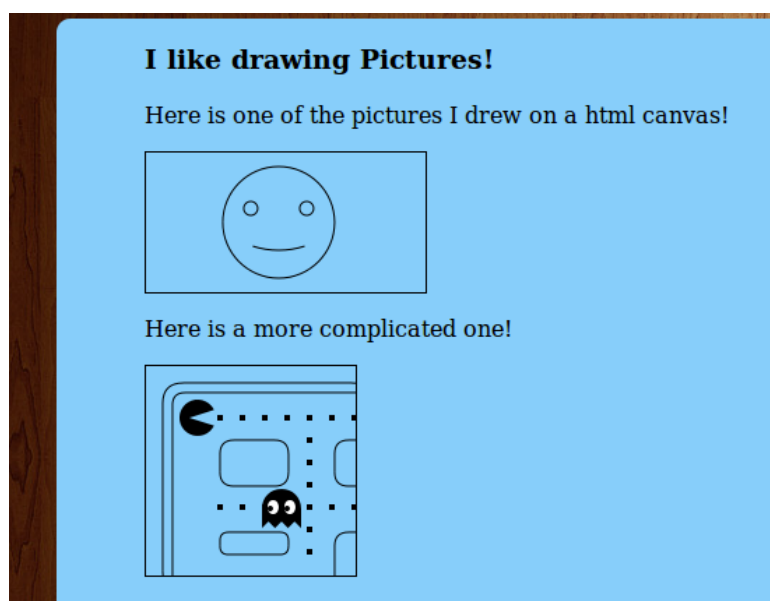 I like drawing Pictures!
Here is one of the pictures I drew on a html canvas!
Here is a more complicated one!